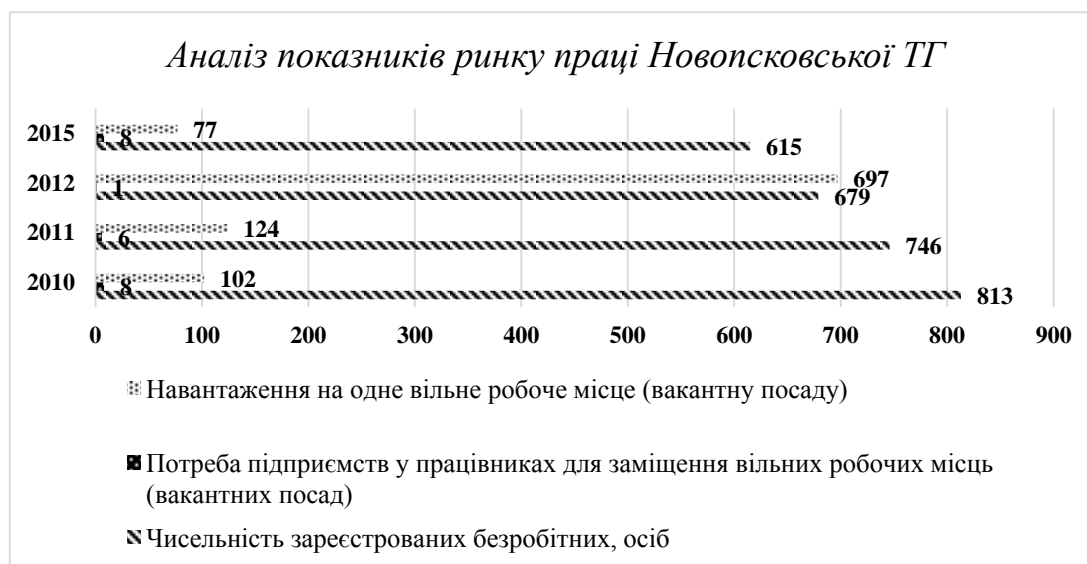 Аналіз показників ринку праці Новопсковської ТГ
2015
77
8
615
2012
697
1
679
2011
124
6
746
2010
102
8
813
0 100 200 300 400 500 600 700 800 900
Навантаження на одне вільне робоче місце (вакантну посаду)
Потреба підприємств у працівниках для заміщення вільних робочих місць
(вакантних посад)
Чисельність зареєстрованих безробітних, осіб